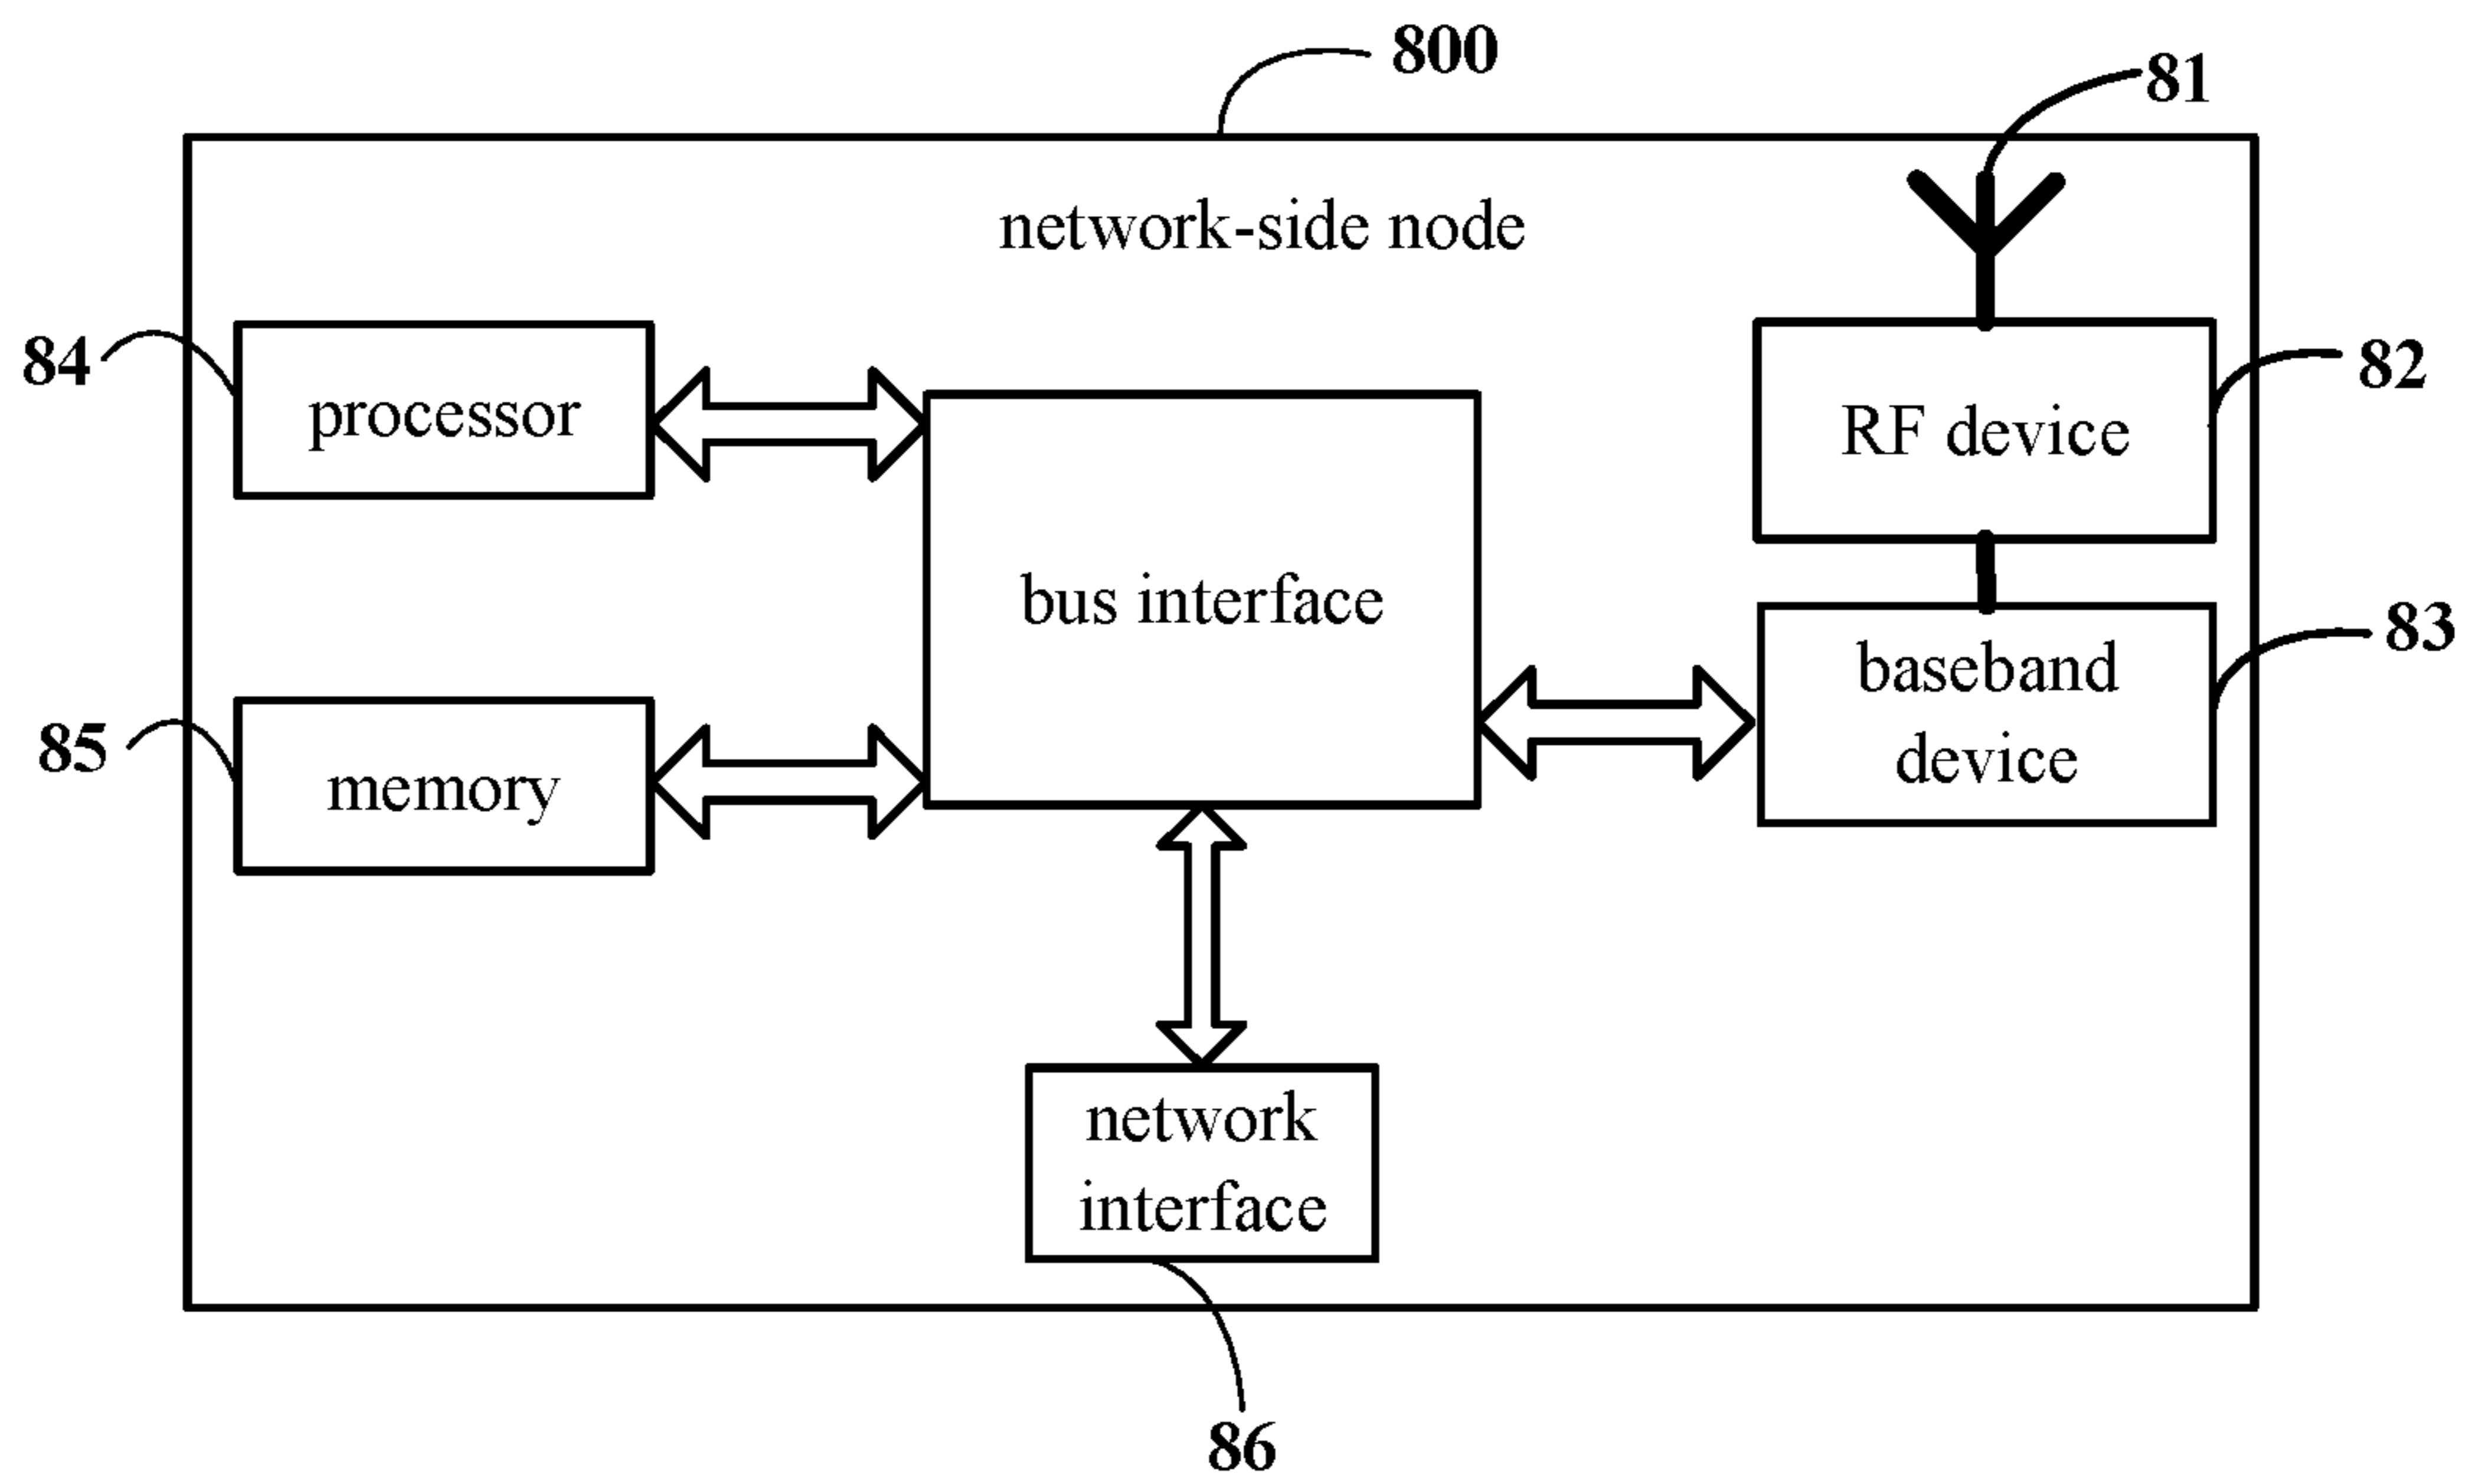 800
81
network-side node
84
processor
82
RF device
bus interface
83
baseband
device
85
memory
network
interface
86